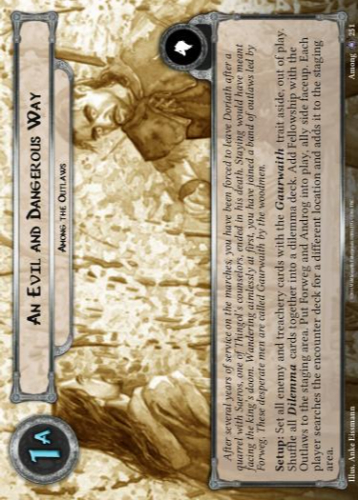 1A
AN EVIL AND DANGEROUS WAY
AMONG THE OUTLAWS
After several years of service on the marches, you have been forced to leave Doriath after a
quarrel with Saeros, one of Thingol's counselors, ended in his death. Staying would have meant
facing the king's doom. Wandering aimlessly at first, you have joined a band of outlaws led by
Forweg. These desperate men are called Gaurwaith by the woodmen.
Setup: Set all enemy and treachery cards with the Gaurwaith trait aside, out of play.
Shuffle all Dilemma cards together into a dilemma deck. Add Fellowship with the
Outlaws to the staging area. Put Forweg and Androg into play, ally side faceup. Each
player searches the encounter deck for a different location and adds it to the staging
area.
Illus. Anke Eissmann
Among 251